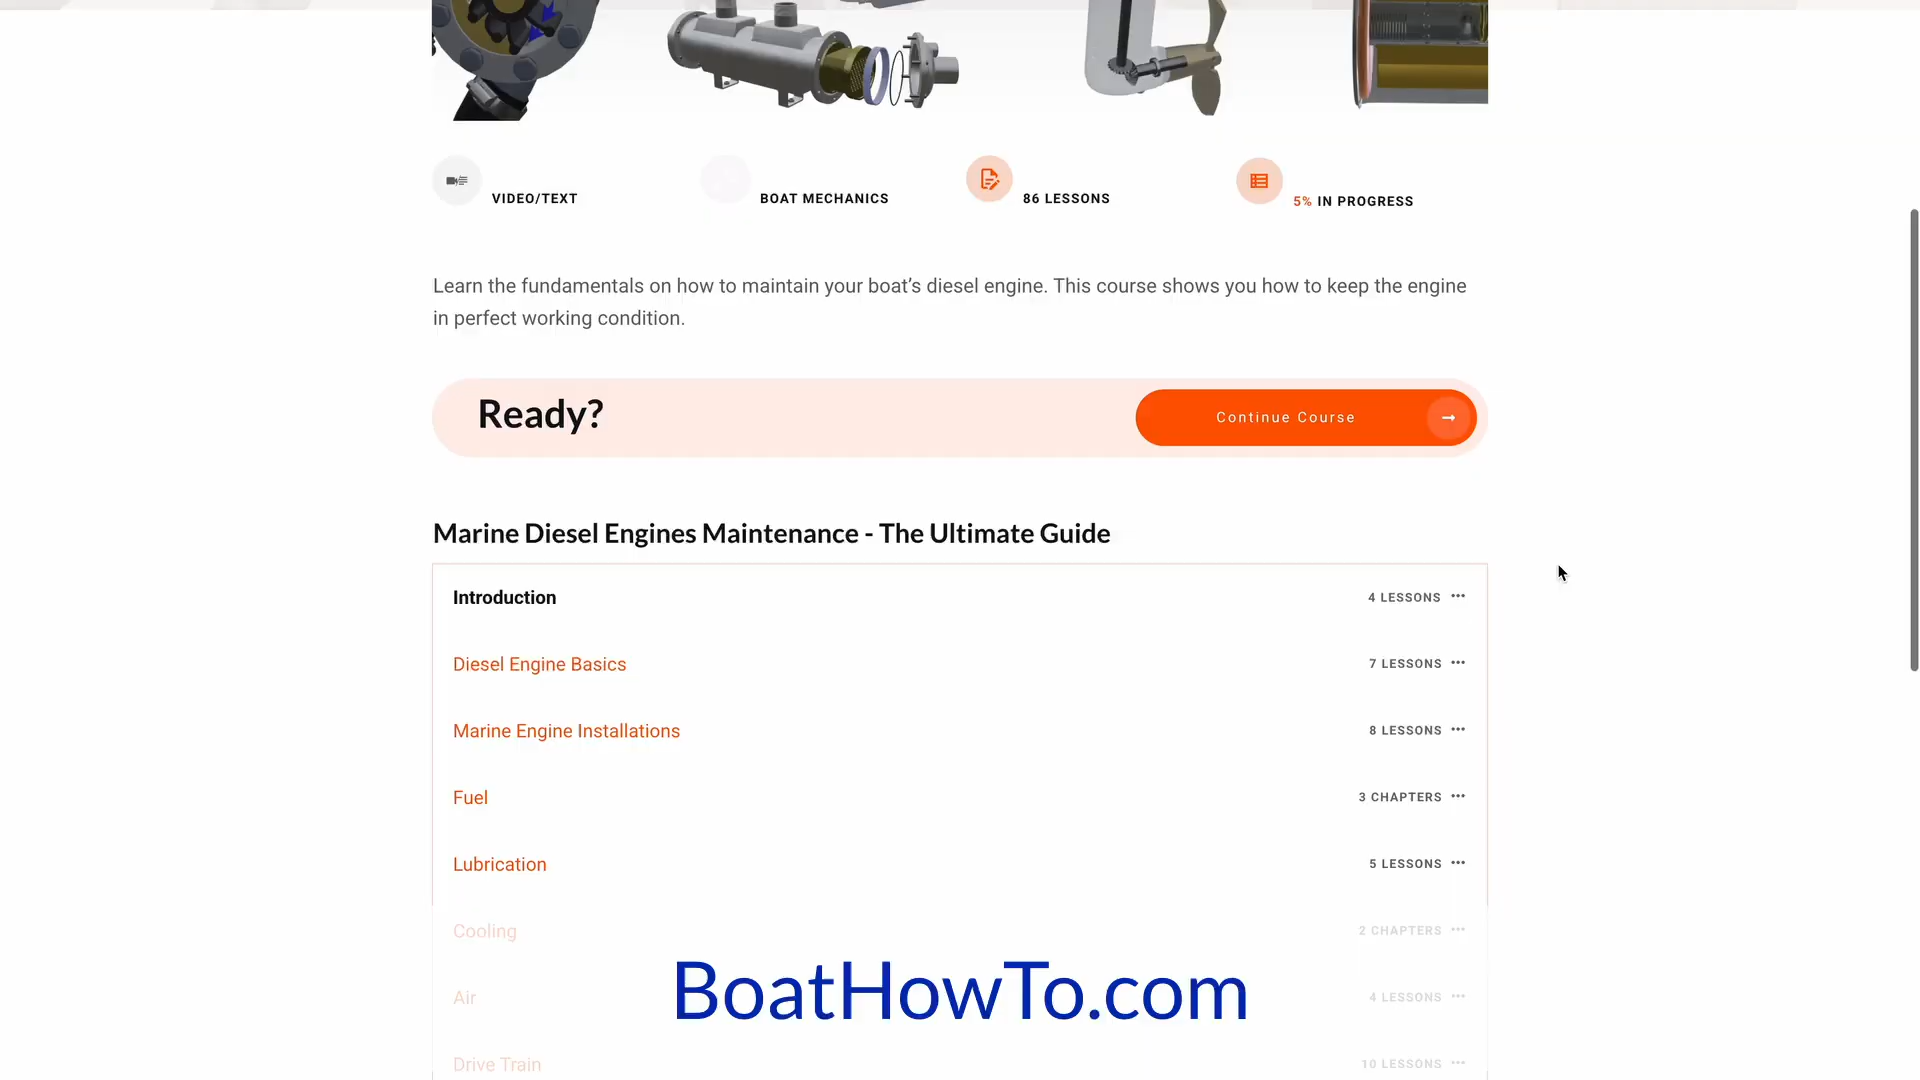 VIDEO/TEXT
BOAT MECHANICS
86 LESSONS
5% IN PROGRESS
Learn the fundamentals on how to maintain your boat’s diesel engine. This course shows you how to keep the engine
in perfect working condition.
Ready?
Continue Course
Marine Diesel Engines Maintenance - The Ultimate Guide
Introduction 4 LESSONS
Diesel Engine Basics 7 LESSONS
Marine Engine Installations 8 LESSONS
Fuel 3 CHAPTERS
Lubrication 5 LESSONS
Cooling 2 CHAPTERS
BoatHowTo.com
Air 4 LESSONS
Drive Train 10 LESSONS